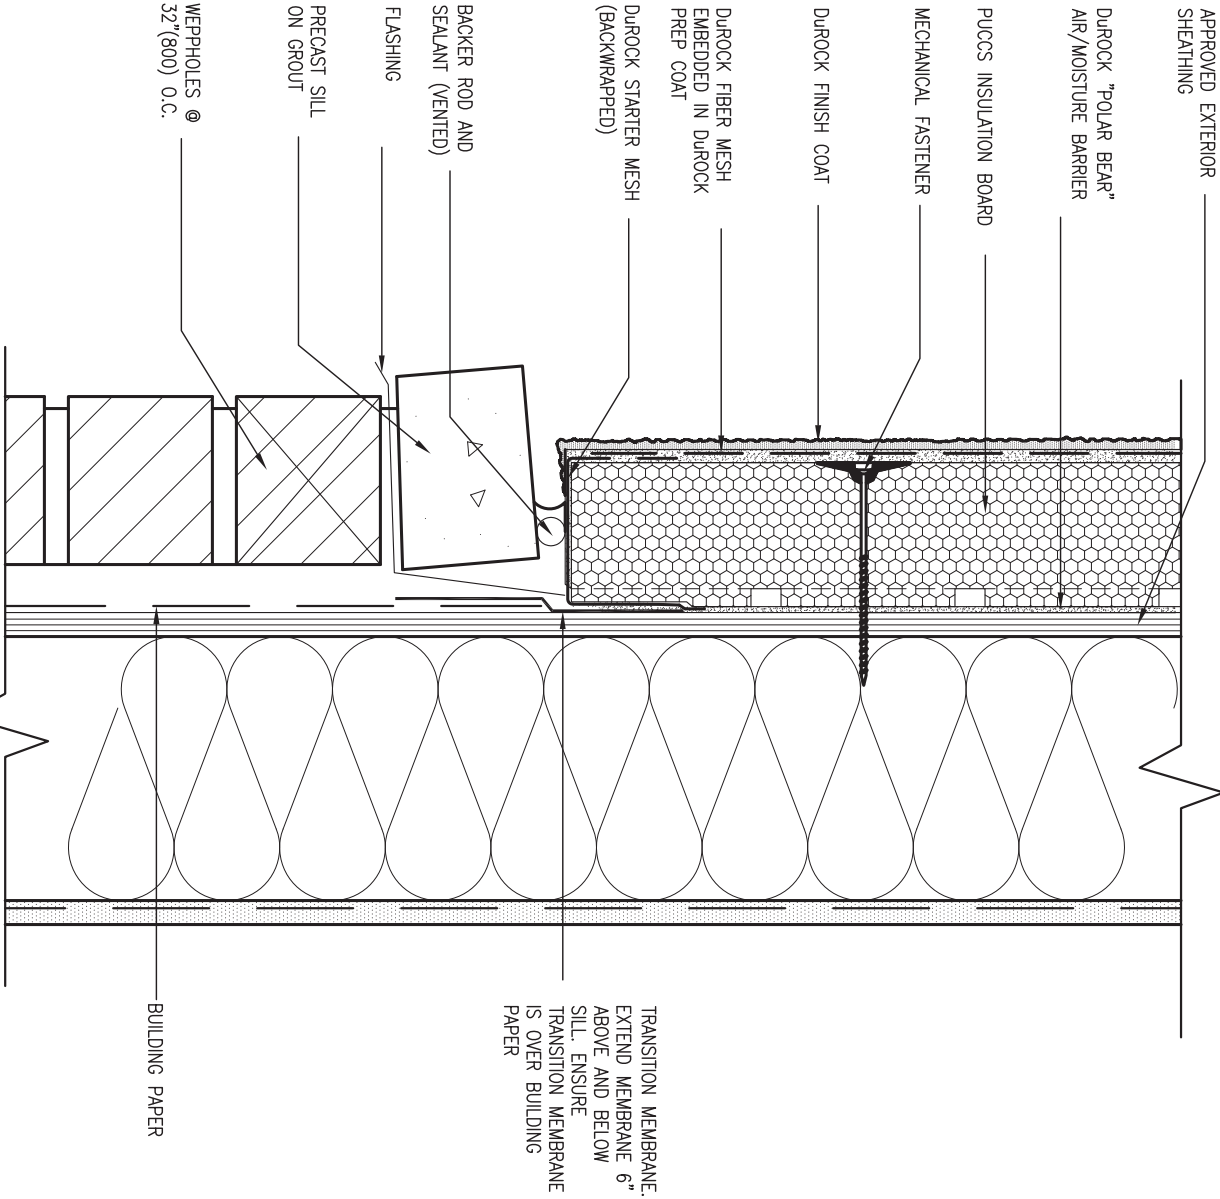 APPROVED EXTERIOR
SHEATHING
DuROCK "POLAR BEAR"
AIR/MOISTURE BARRIER
PUCCS INSULATION BOARD
MECHANICAL FASTENER
DuROCK FINISH COAT
DuROCK FIBER MESH
EMBEDDED IN DuROCK
PREP COAT
DuROCK STARTER MESH
(BACKWRAPPED)
BACKER ROD AND
SEALANT (VENTED)
FLASHING
PRECAST SILL
ON GROUT
WEPPHOLES @
32"(800) O.C.
TRANSITION MEMBRANE.
EXTEND MEMBRANE 6"
ABOVE AND BELOW
SILL. ENSURE
TRANSITION MEMBRANE
IS OVER BUILDING
PAPER
BUILDING PAPER